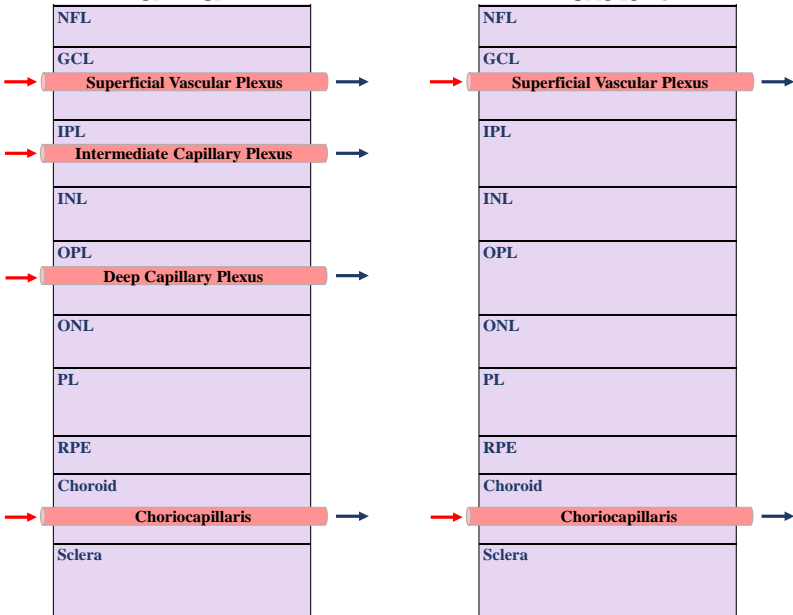 NFL
GCL
Superficial Vascular Plexus
IPL
Intermediate Capillary Plexus
INL
OPL
Deep Capillary Plexus
ONL
PL
RPE
Choroid
Choriocapillaris
Sclera
NFL
GCL
Superficial Vascular Plexus
IPL
INL
OPL
ONL
PL
RPE
Choroid
Choriocapillaris
Sclera